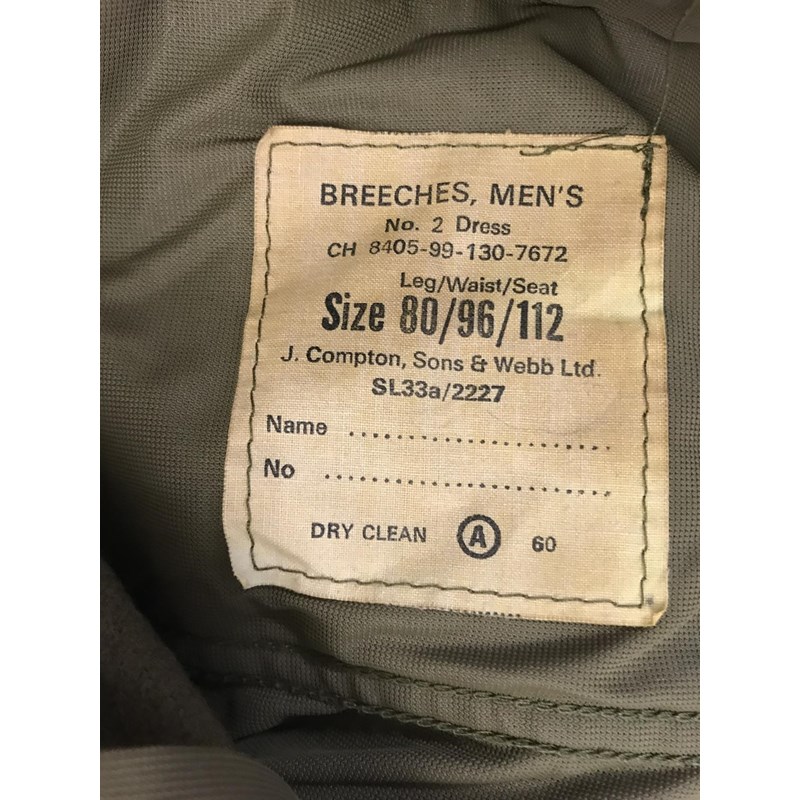 BREECHES, MEN'S
No. 2 Dress
CH 8405-99-130-7672
Leg/Waist/Seat
Size 80/96/112
J. Compton, Sons & Webb Ltd.
SL33a/2227
Name ........................
No ..............................
DRY CLEAN A 60